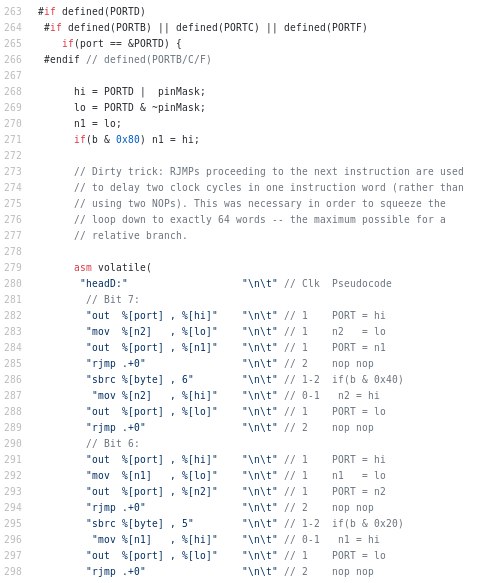 263 #if defined(PORTD)
264  #if defined(PORTB) || defined(PORTC) || defined(PORTF)
265     if(port == &PORTD) {
266  #endif // defined(PORTB/C/F)
267
268       hi = PORTD |  pinMask;
269       lo = PORTD & ~pinMask;
270       n1 = lo;
271       if(b & 0x80) n1 = hi;
272
273       // Dirty trick: RJMPs proceeding to the next instruction are used
274       // to delay two clock cycles in one instruction word (rather than
275       // using two NOPs). This was necessary in order to squeeze the
276       // loop down to exactly 64 words -- the maximum possible for a
277       // relative branch.
278
279       asm volatile(
280        "headD:"                   "\n\t" // Clk  Pseudocode
281         // Bit 7:
282         "out  %[port] , %[hi]"    "\n\t" // 1    PORT = hi
283         "mov  %[n2]   , %[lo]"    "\n\t" // 1    n2   = lo
284         "out  %[port] , %[n1]"    "\n\t" // 1    PORT = n1
285         "rjmp .+0"                "\n\t" // 2    nop nop
286         "sbrc %[byte] , 6"        "\n\t" // 1-2  if(b & 0x40)
287          "mov %[n2]   , %[hi]"    "\n\t" // 0-1   n2 = hi
288         "out  %[port] , %[lo]"    "\n\t" // 1    PORT = lo
289         "rjmp .+0"                "\n\t" // 2    nop nop
290         // Bit 6:
291         "out  %[port] , %[hi]"    "\n\t" // 1    PORT = hi
292         "mov  %[n1]   , %[lo]"    "\n\t" // 1    n1   = lo
293         "out  %[port] , %[n2]"    "\n\t" // 1    PORT = n2
294         "rjmp .+0"                "\n\t" // 2    nop nop
295         "sbrc %[byte] , 5"        "\n\t" // 1-2  if(b & 0x20)
296          "mov %[n1]   , %[hi]"    "\n\t" // 0-1   n1 = hi
297         "out  %[port] , %[lo]"    "\n\t" // 1    PORT = lo
298         "rjmp .+0"                "\n\t" // 2    nop nop